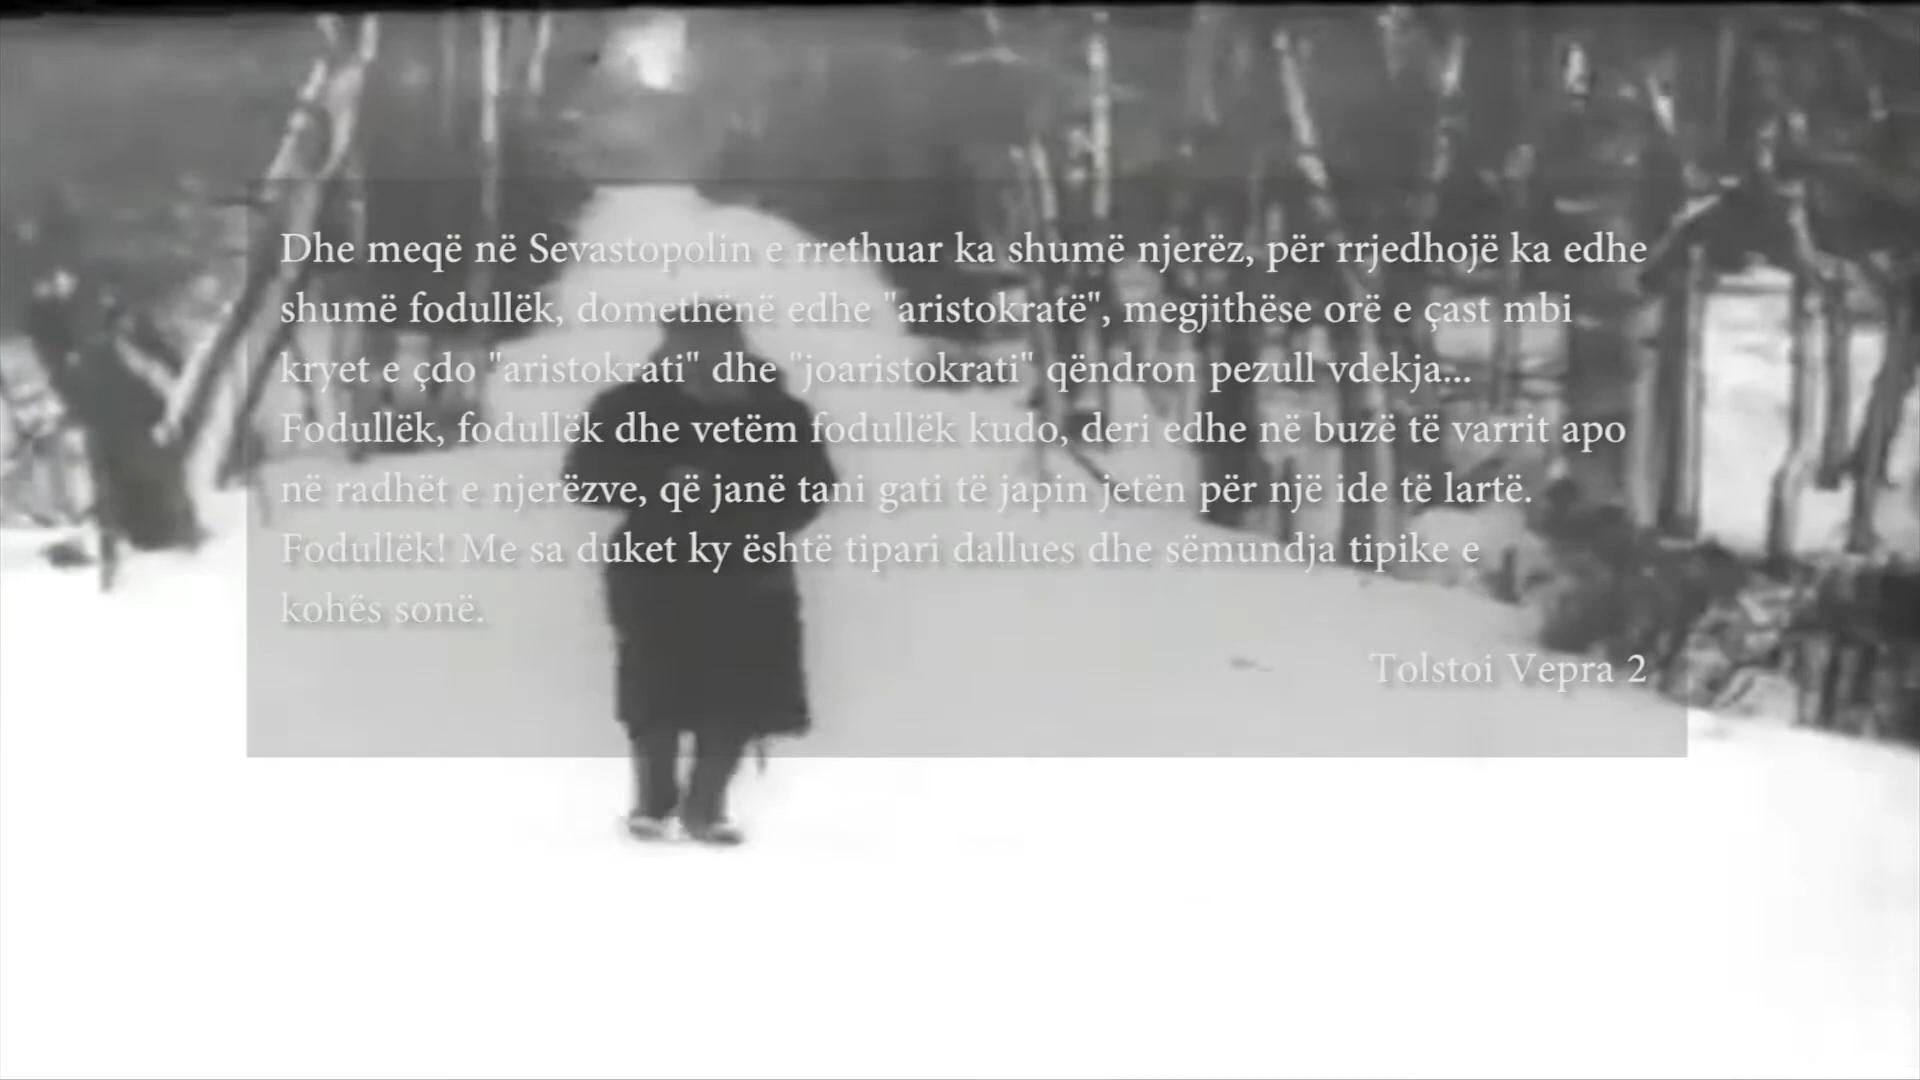 Dhe meqë në Sevastopolin e rrethuar ka shumë njerëz, për rrjedhojë ka edhe
shumë fodullëk, domethënë edhe "aristokratë", megjithëse orë e çast mbi
kryet e çdo "aristokrati" dhe "joaristokrati" qëndron pezull vdekja...
Fodullëk, fodullëk dhe vetëm fodullëk kudo, deri edhe në buzë të varrit apo
në radhët e njerëzve, që janë tani gati të japin jetën për një ide të lartë.
Fodullëk! Me sa duket ky është tipari dallues dhe sëmundja tipike e
kohës sonë.
Tolstoi Vepra 2